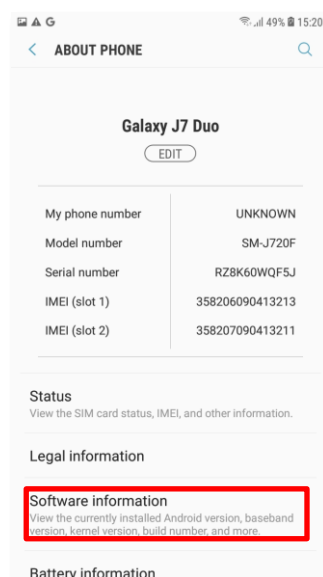 G 49% 15:20
ABOUT PHONE
Galaxy J7 Duo
EDIT
My phone number UNKNOWN
Model number SM-J720F
Serial number RZ8K60WQF5J
IMEI (slot 1) 358206090413213
IMEI (slot 2) 358207090413211
Status
View the SIM card status, IMEI, and other information.
Legal information
Software information
View the currently installed Android version, baseband
version, kernel version, build number, and more.
Battery information